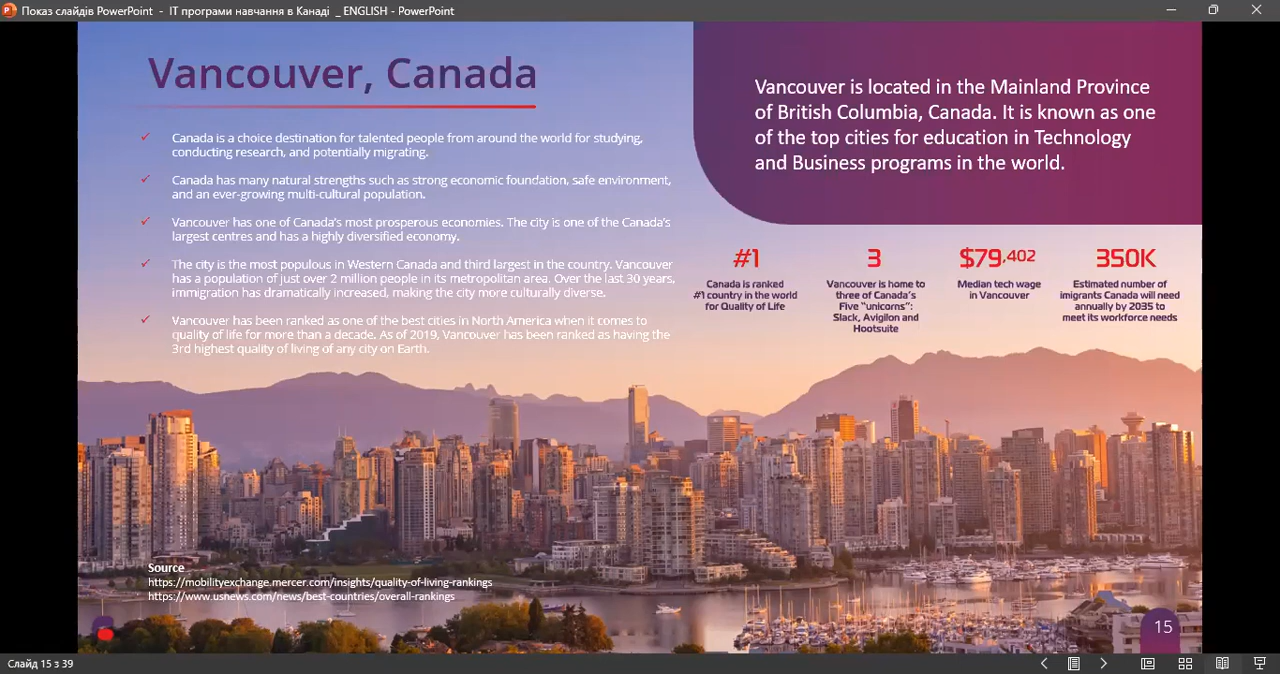 Показ слайдів PowerPoint - ІТ програми навчання в Канаді _ ENGLISH - PowerPoint
Vancouver, Canada
Canada is a choice destination for talented people from around the world for studying,
conducting research, and potentially migrating.
Canada has many natural strengths such as strong economic foundation, safe environment,
and an ever-growing multi-cultural population.
Vancouver has one of Canada's most prosperous economies. The city is one of the Canada's
largest centres and has a highly diversified economy.
The city is the most populous in Western Canada and third largest in the country. Vancouver
has a population of just over 2 million people in its metropolitan area. Over the last 30 years,
immigration has dramatically increased, making the city more culturally diverse.
Vancouver has been ranked as one of the best cities in North America when it comes to
quality of life for more than a decade. As of 2019, Vancouver has been ranked as having the
3rd highest quality of living of any city on Earth.
Vancouver is located in the Mainland Province
of British Columbia, Canada. It is known as one
of the top cities for education in Technology
and Business programs in the world.
#1
Canada is ranked
#1 country in the world
for Quality of Life
3
Vancouver is home to
three of Canada's
Five "unicorns":
Slack, Avigilon and
Hootsuite
$79,402
Median tech wage
in Vancouver
350K
Estimated number of
imigrants Canada will need
annually by 2035 to
meet its workforce needs
Source
https://mobilityexchange.mercer.com/insights/quality-of-living-rankings
https://www.usnews.com/news/best-countries/overall-rankings
15
Слайд 15 з 39